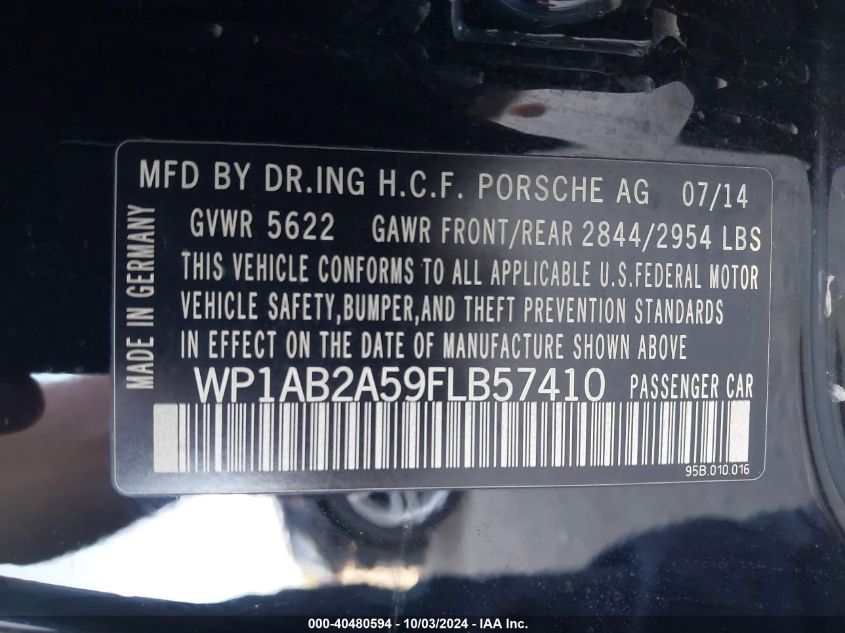 MFD BY DR.ING H.C.F. PORSCHE AG 07/14
GVWR 5622 GAWR FRONT/REAR 2844/2954 LBS
THIS VEHICLE CONFORMS TO ALL APPLICABLE U.S.FEDERAL MOTOR
VEHICLE SAFETY,BUMPER,AND THEFT PREVENTION STANDARDS
IN EFFECT ON THE DATE OF MANUFACTURE SHOWN ABOVE
WP1AB2A59FLB57410 PASSENGER CAR
95B.010.016
MADE IN GERMANY
000-40480594 - 10/03/2024 - IAA Inc.